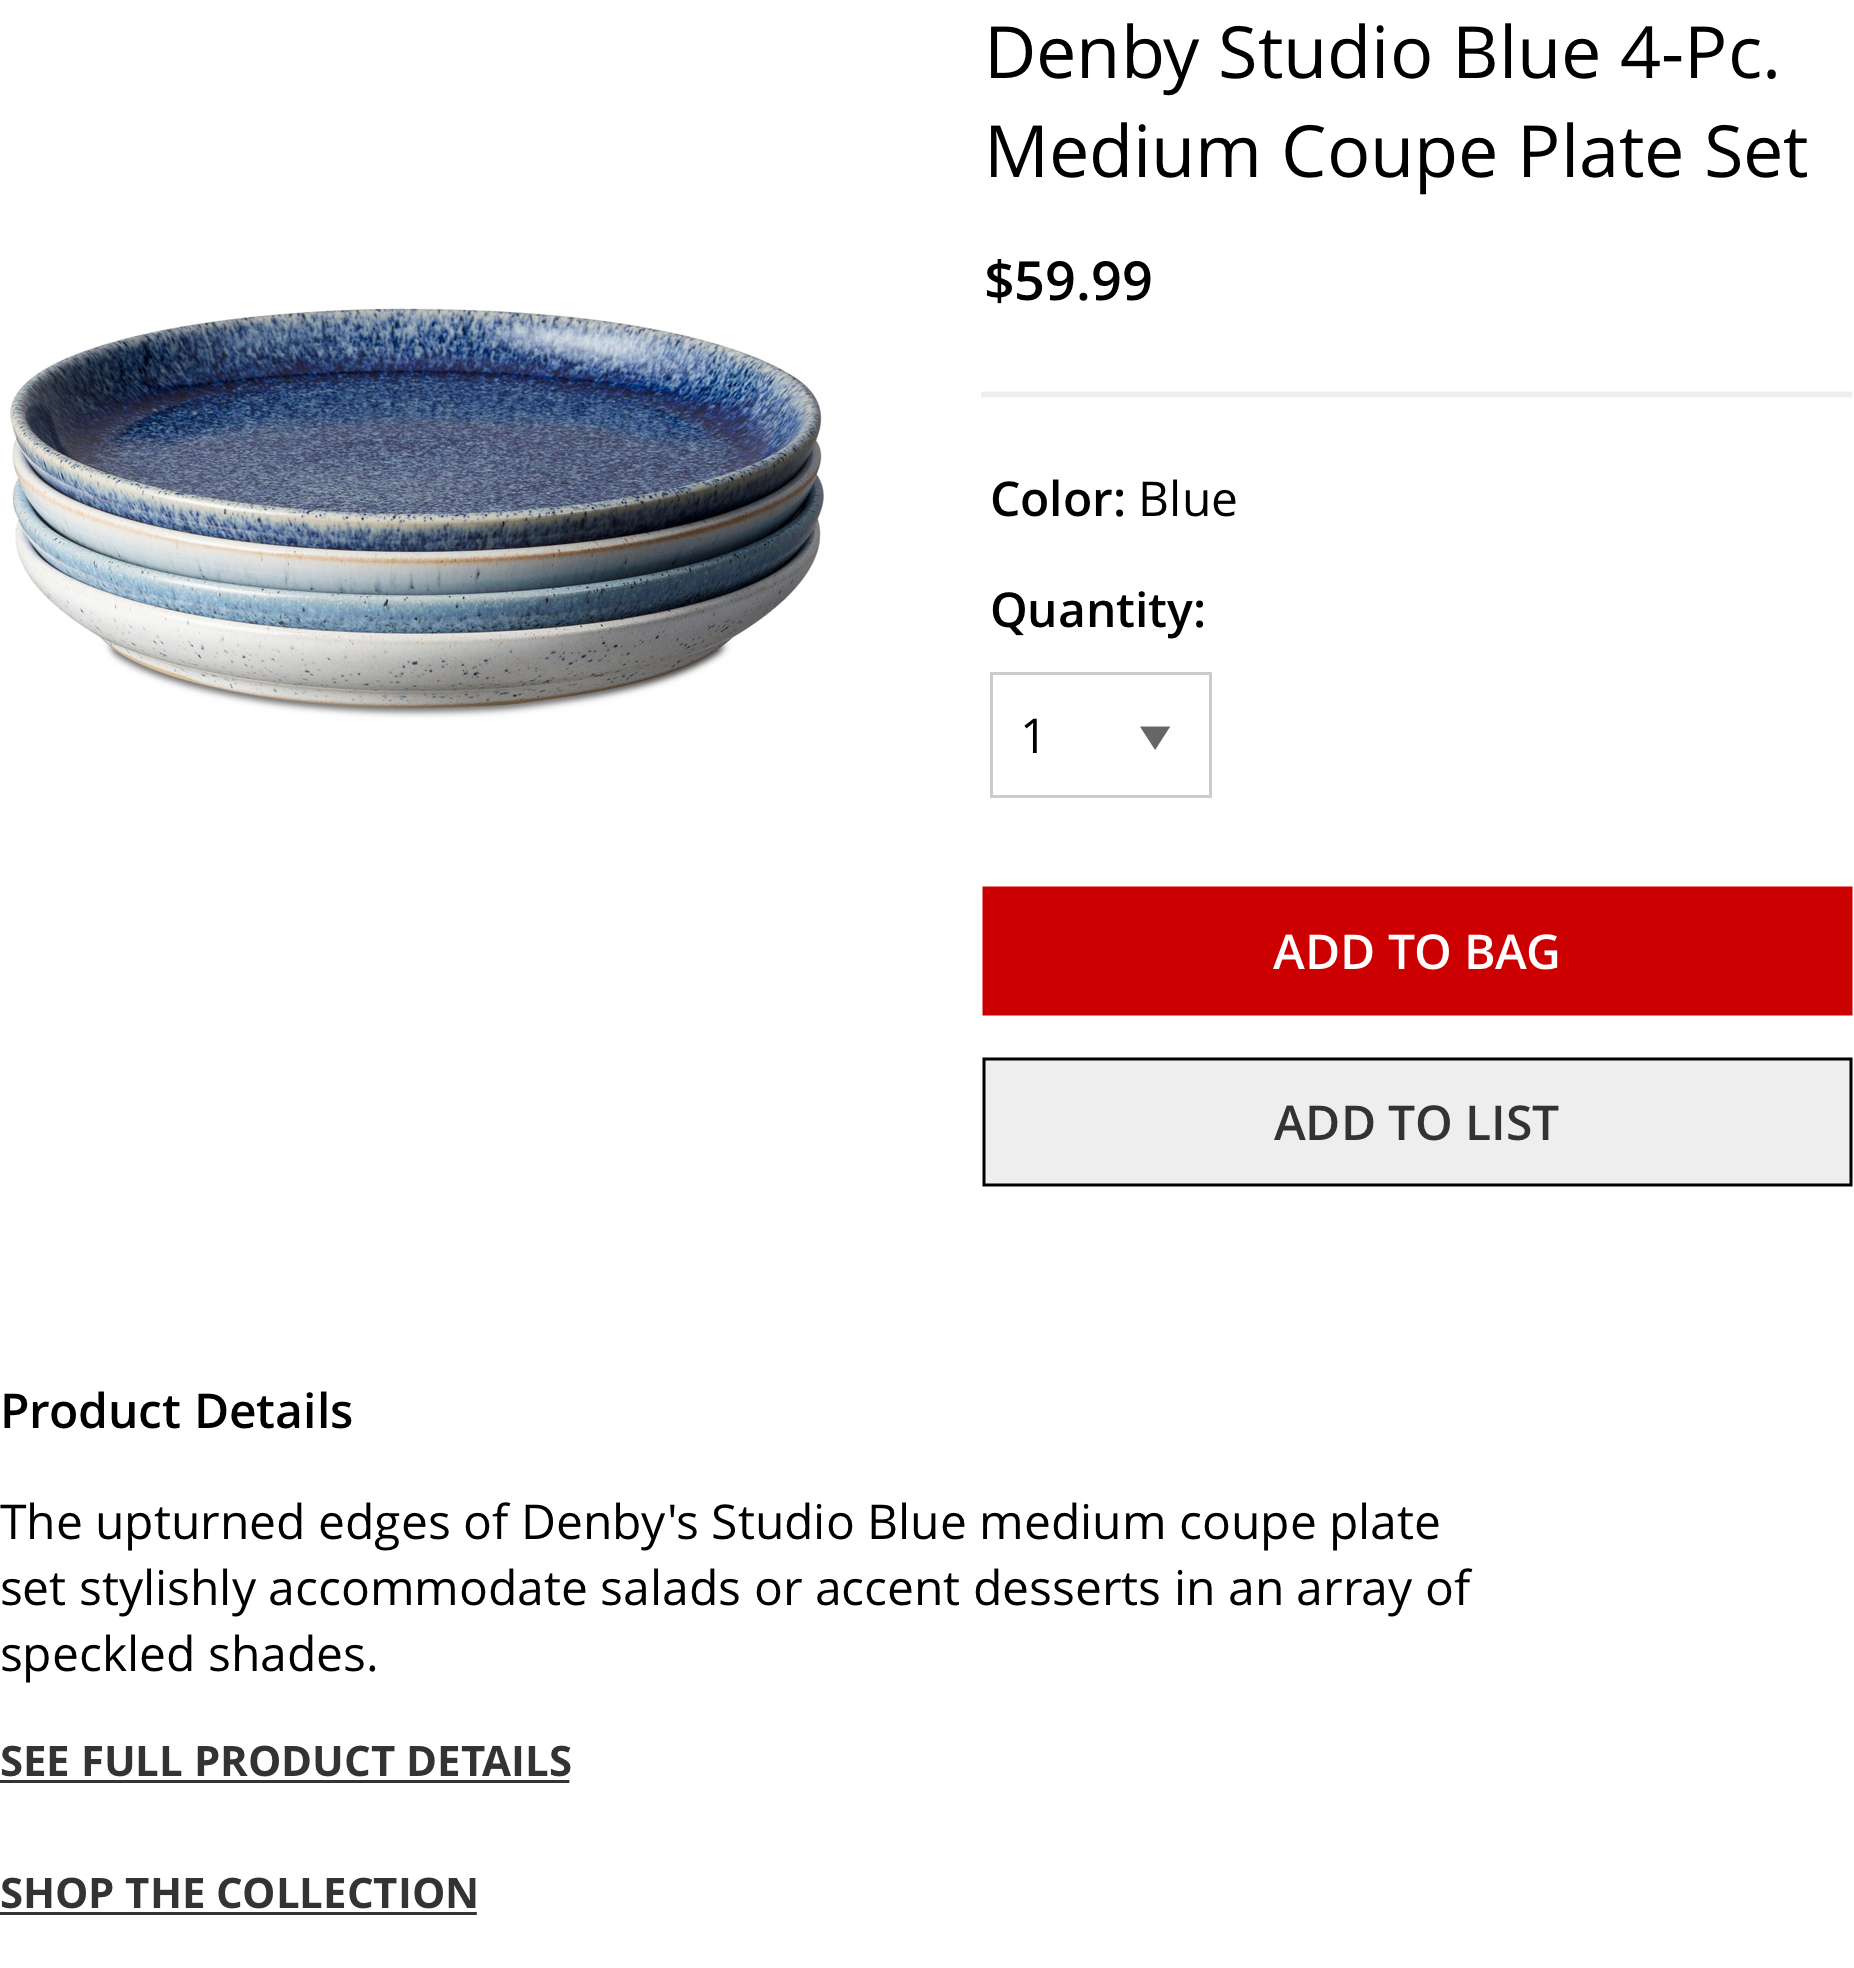 Denby Studio Blue 4-Pc.
Medium Coupe Plate Set
$59.99
Color: Blue
Quantity:
1
ADD TO BAG
ADD TO LIST
Product Details
The upturned edges of Denby's Studio Blue medium coupe plate
set stylishly accommodate salads or accent desserts in an array of
speckled shades.
SEE FULL PRODUCT DETAILS
SHOP THE COLLECTION